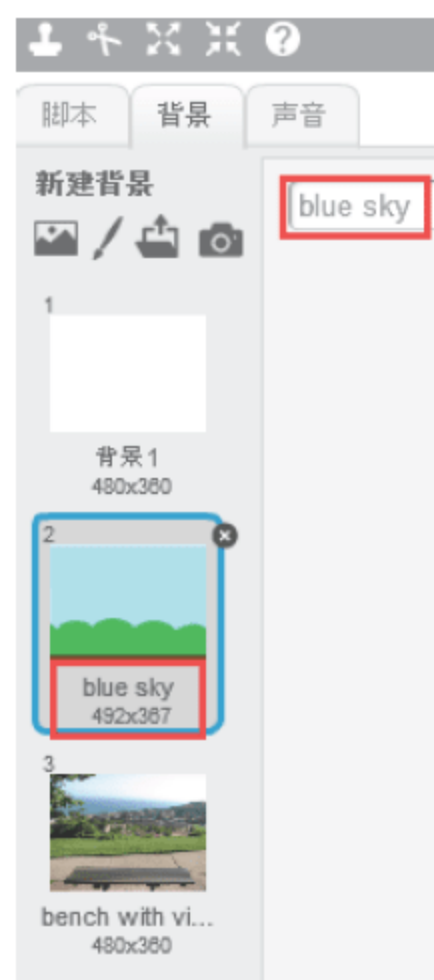 脚本 背景 声音
新建背景
blue sky
1
背景1
480x360
2
blue sky
492x367
3
bench with vi...
480x360